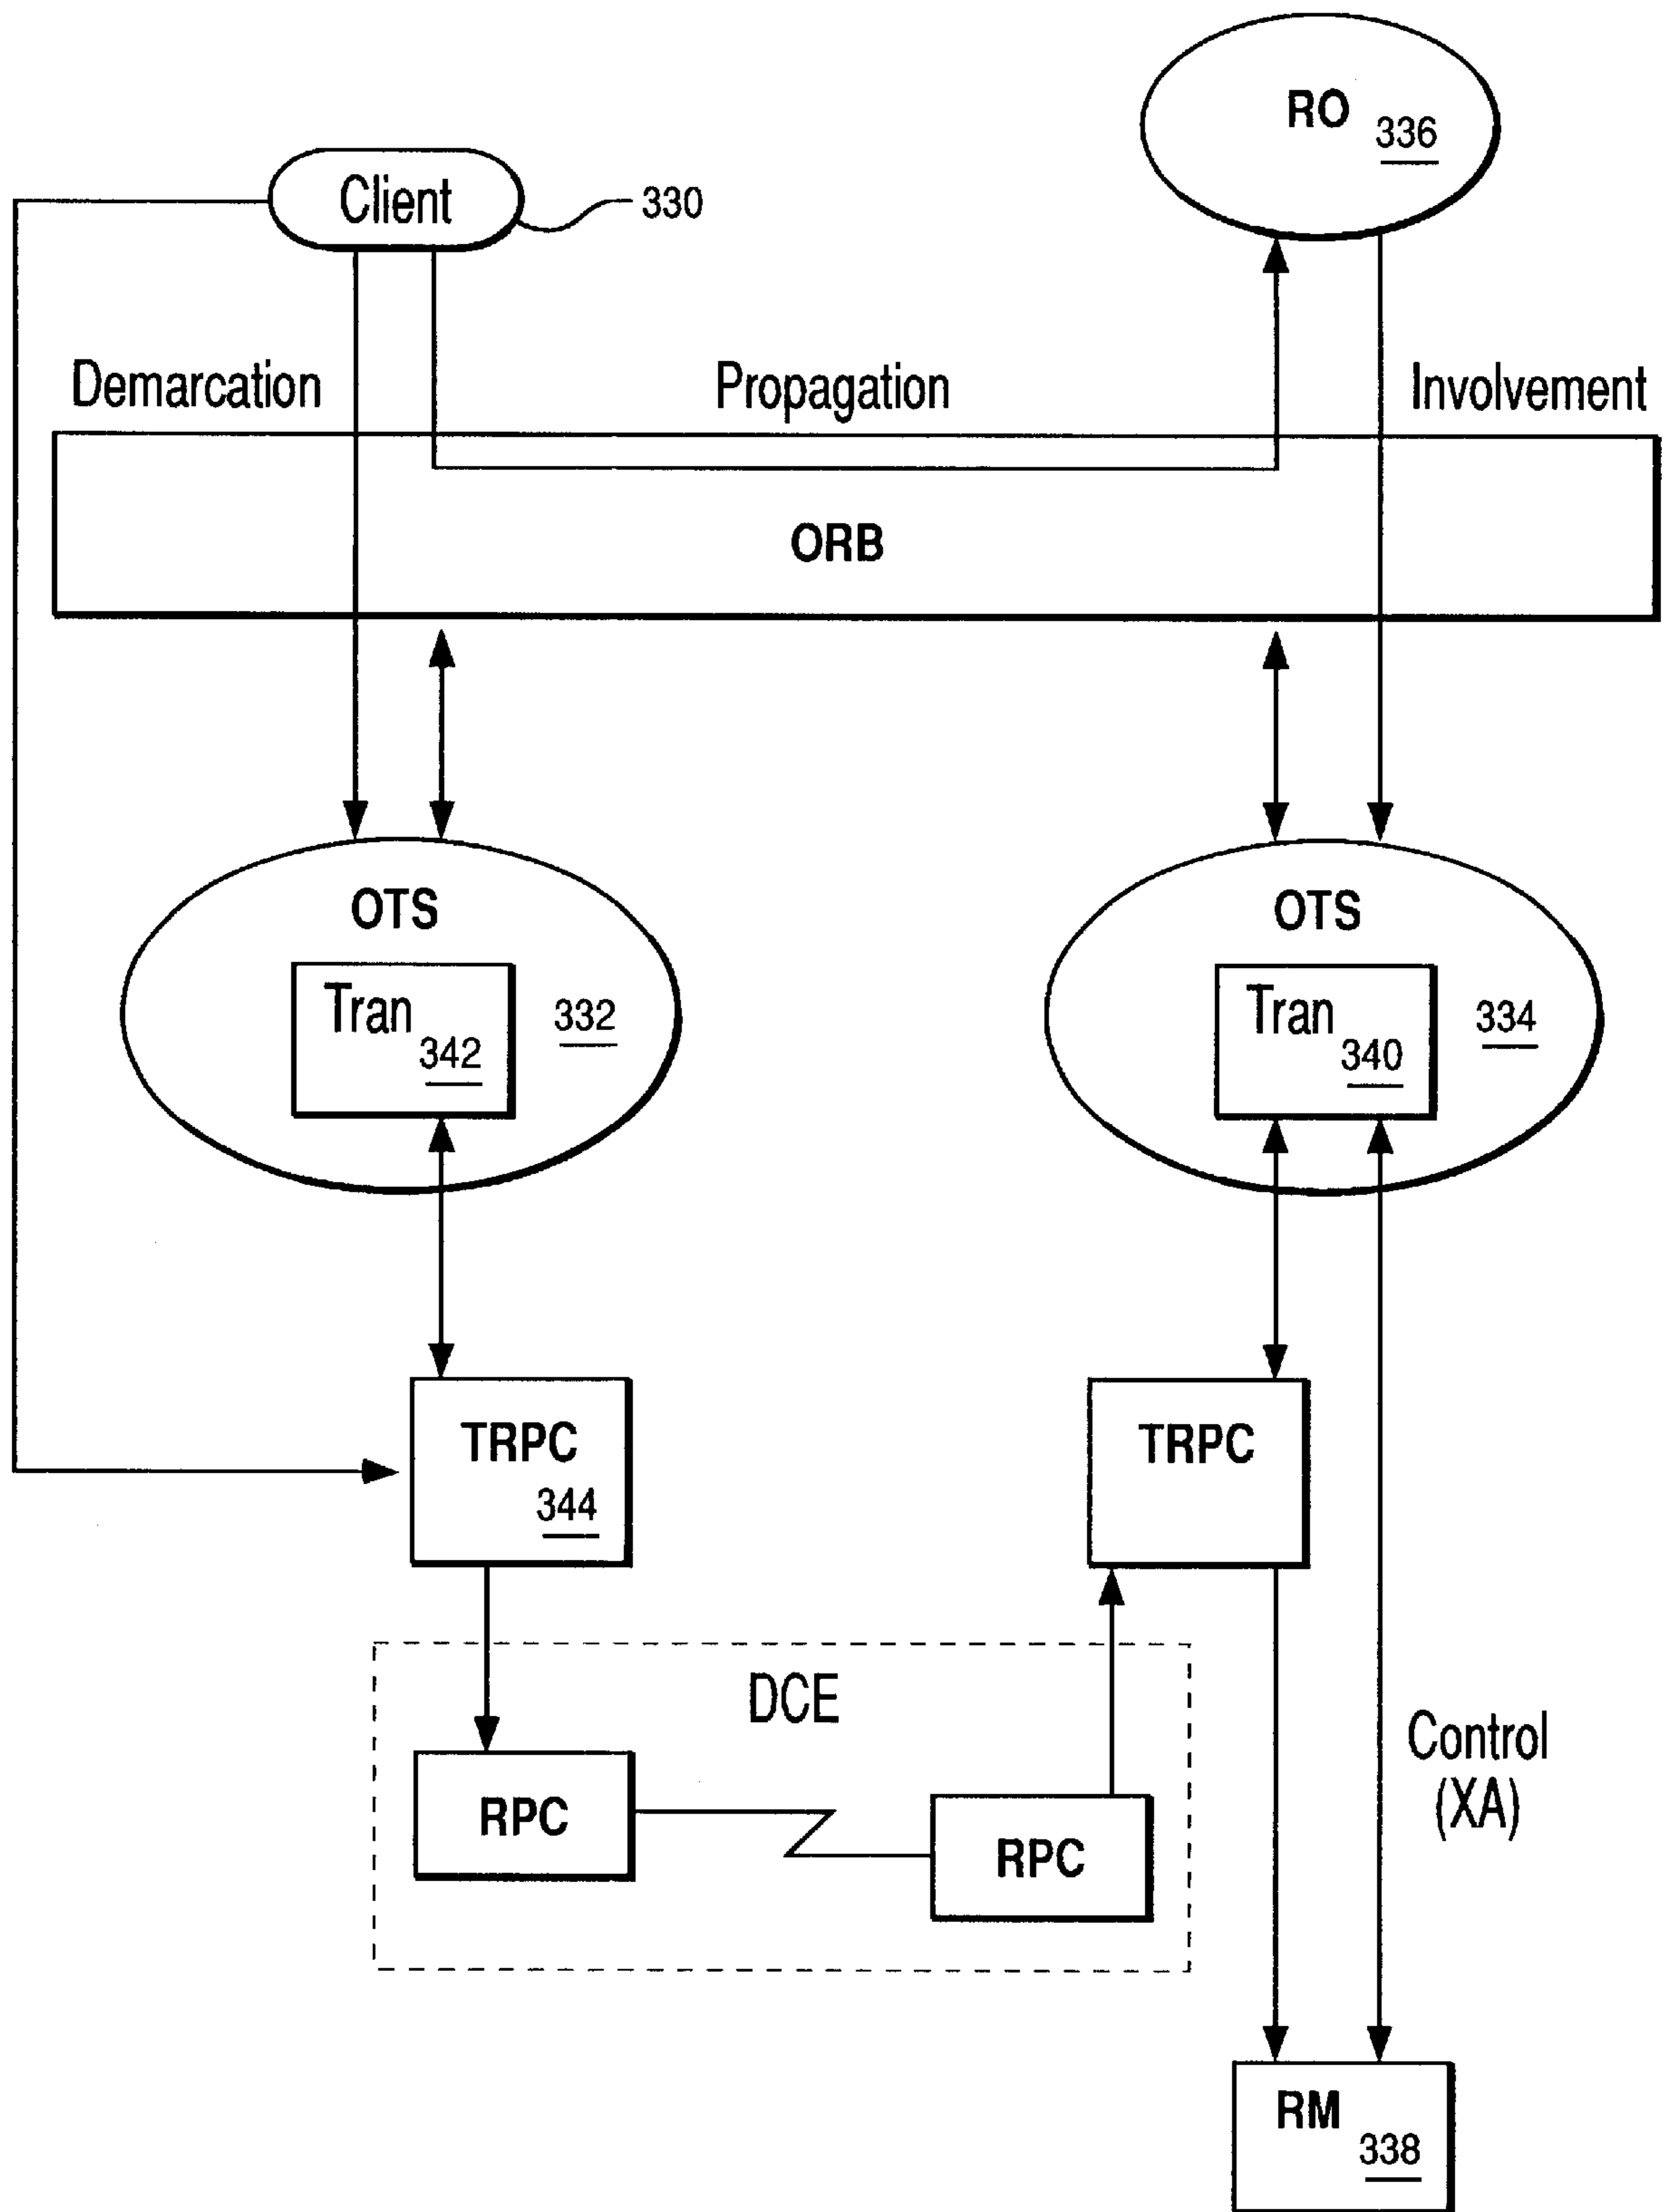 RO 336
Client 330
Demarcation Propagation Involvement
ORB
OTS OTS
Tran 342 332
Tran 340 334
TRPC 344
TRPC
DCE
RPC
RPC
Control
(XA)
RM 338